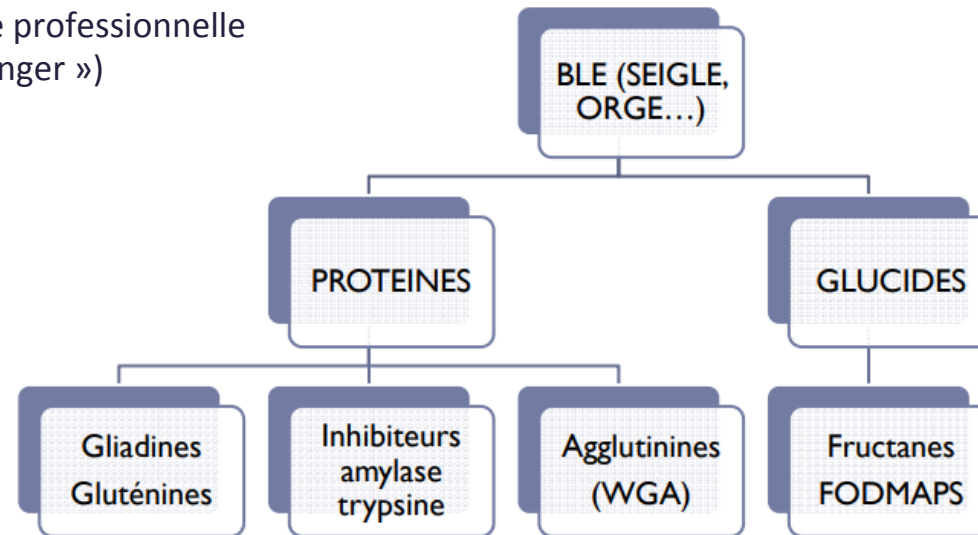 e professionnelle
nger »)
BLE (SEIGLE,
ORGE…)
PROTEINES
GLUCIDES
Gliadines
Gluténines
Inhibiteurs
amylase
trypsine
Agglutinines
(WGA)
Fructanes
FODMAPS